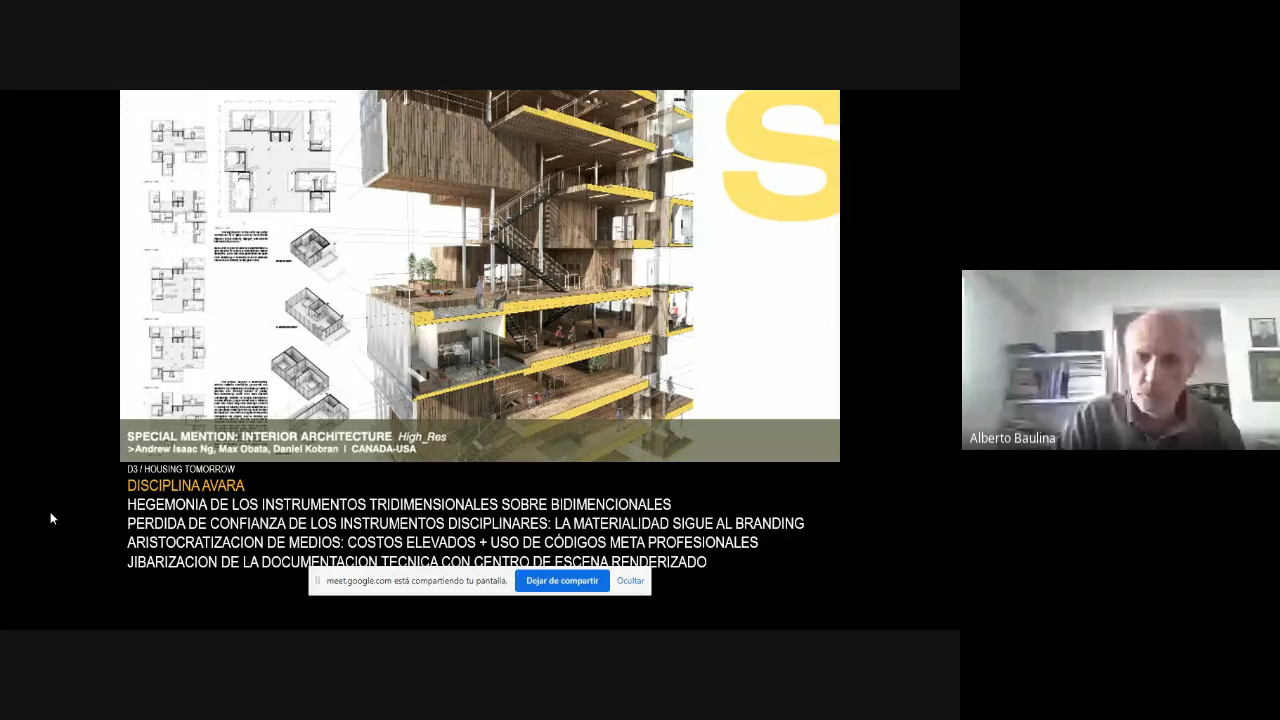 S
SPECIAL MENTION: INTERIOR ARCHITECTURE High_Res
>Andrew Isaac Ng, Max Obata, Daniel Kobran | CANADA-USA
D3 / HOUSING TOMORROW
DISCIPLINA AVARA
HEGEMONIA DE LOS INSTRUMENTOS TRIDIMENSIONALES SOBRE BIDIMENCIONALES
PERDIDA DE CONFIANZA DE LOS INSTRUMENTOS DISCIPLINARES: LA MATERIALIDAD SIGUE AL BRANDING
ARISTOCRATIZACION DE MEDIOS: COSTOS ELEVADOS + USO DE CÓDIGOS META PROFESIONALES
JIBARIZACION DE LA DOCUMENTACION TECNICA CON CENTRO DE ESCENA RENDERIZADO
meet.google.com está compartiendo tu pantalla.
Dejar de compartir
Ocultar
Alberto Baulina